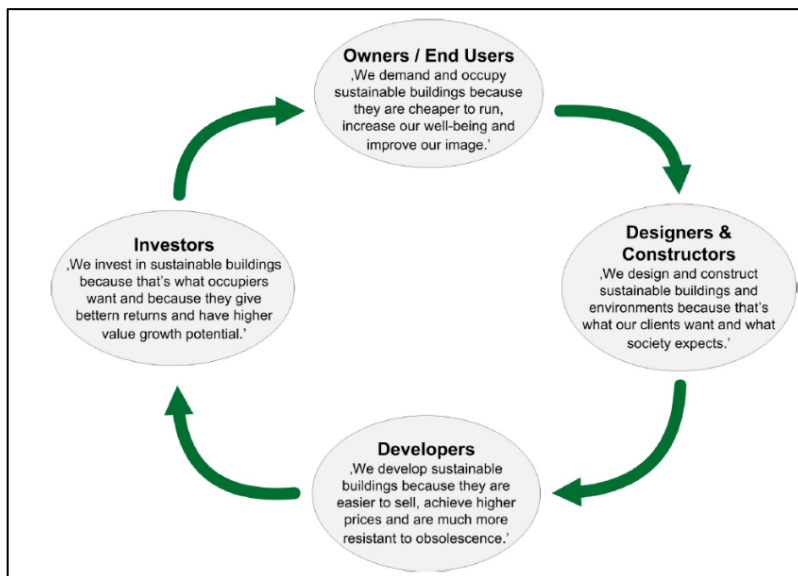 Owners / End Users
‚We demand and occupy
sustainable buildings because
they are cheaper to run,
increase our well-being and
improve our image.’
Designers &
Constructors
‚We design and construct
sustainable buildings and
environments because that’s
what our clients want and what
society expects.’
Developers
‚We develop sustainable
buildings because they are
easier to sell, achieve higher
prices and are much more
resistant to obsolescence.’
Investors
‚We invest in sustainable buildings
because that’s what occupiers
want and because they give
bettern returns and have higher
value growth potential.’